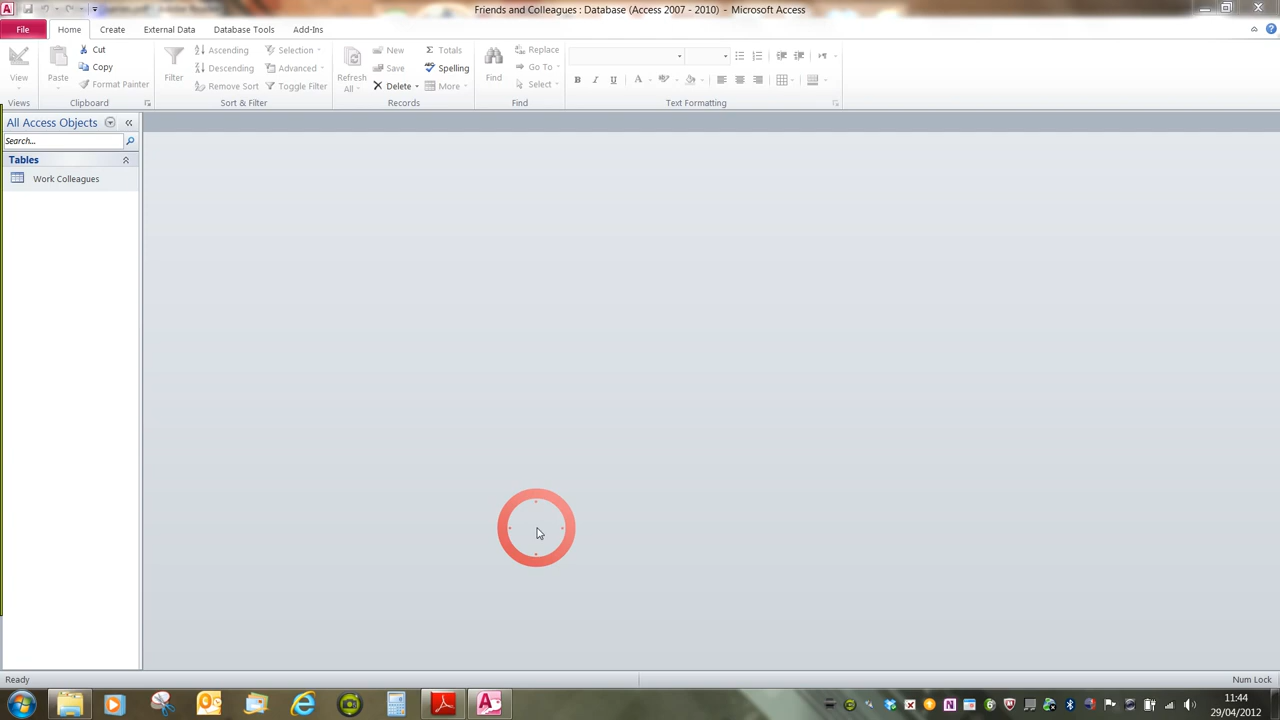 Friends and Colleagues : Database (Access 2007 - 2010) - Microsoft Access
File Home Create External Data Database Tools Add-Ins
View
Views
Paste
Cut
Copy
Format Painter
Clipboard
Filter
Ascending
Descending
Remove Sort
Selection
Advanced
Toggle Filter
Sort & Filter
Refresh
All
New
Save
Delete
Totals
Spelling
More
Records
Find
Replace
Go To
Select
Find
B I U A
Text Formatting
All Access Objects
Search...
Tables
Work Colleagues
Ready
Num Lock
11:44
29/04/2012